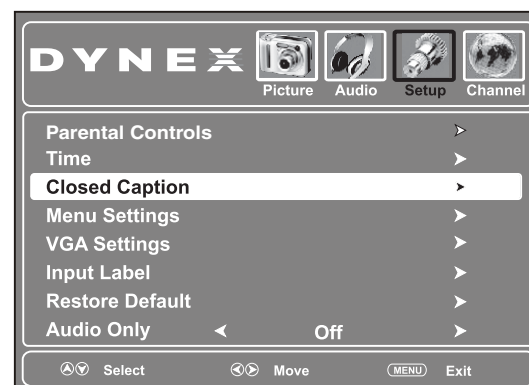 DYNEX
Picture Audio Setup Channel
Parental Controls
Time
Closed Caption
Menu Settings
VGA Settings
Input Label
Restore Default
Audio Only Off
Select Move MENU Exit